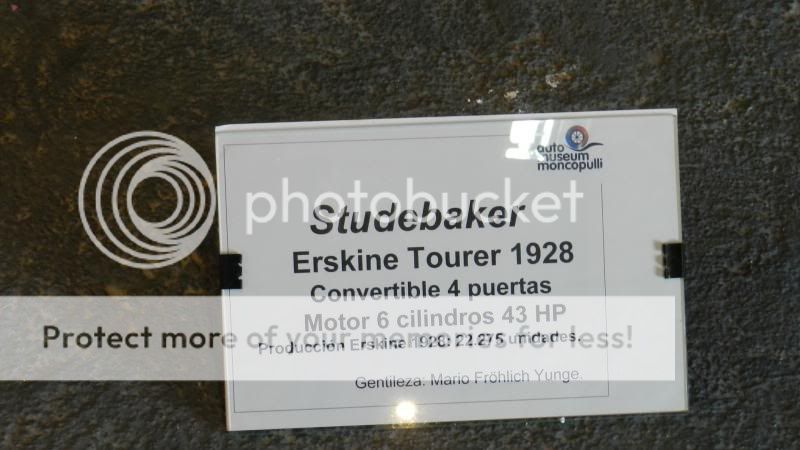 auto
museum
moncopulli
photobucket
Studebaker
Erskine Tourer 1928
Convertible 4 puertas
Motor 6 cilindros 43 HP
Protect more of your memories for less!
Producción Erskine 1928: 22.275 unidades.
Gentileza: Mario Fröhlich Yunge.